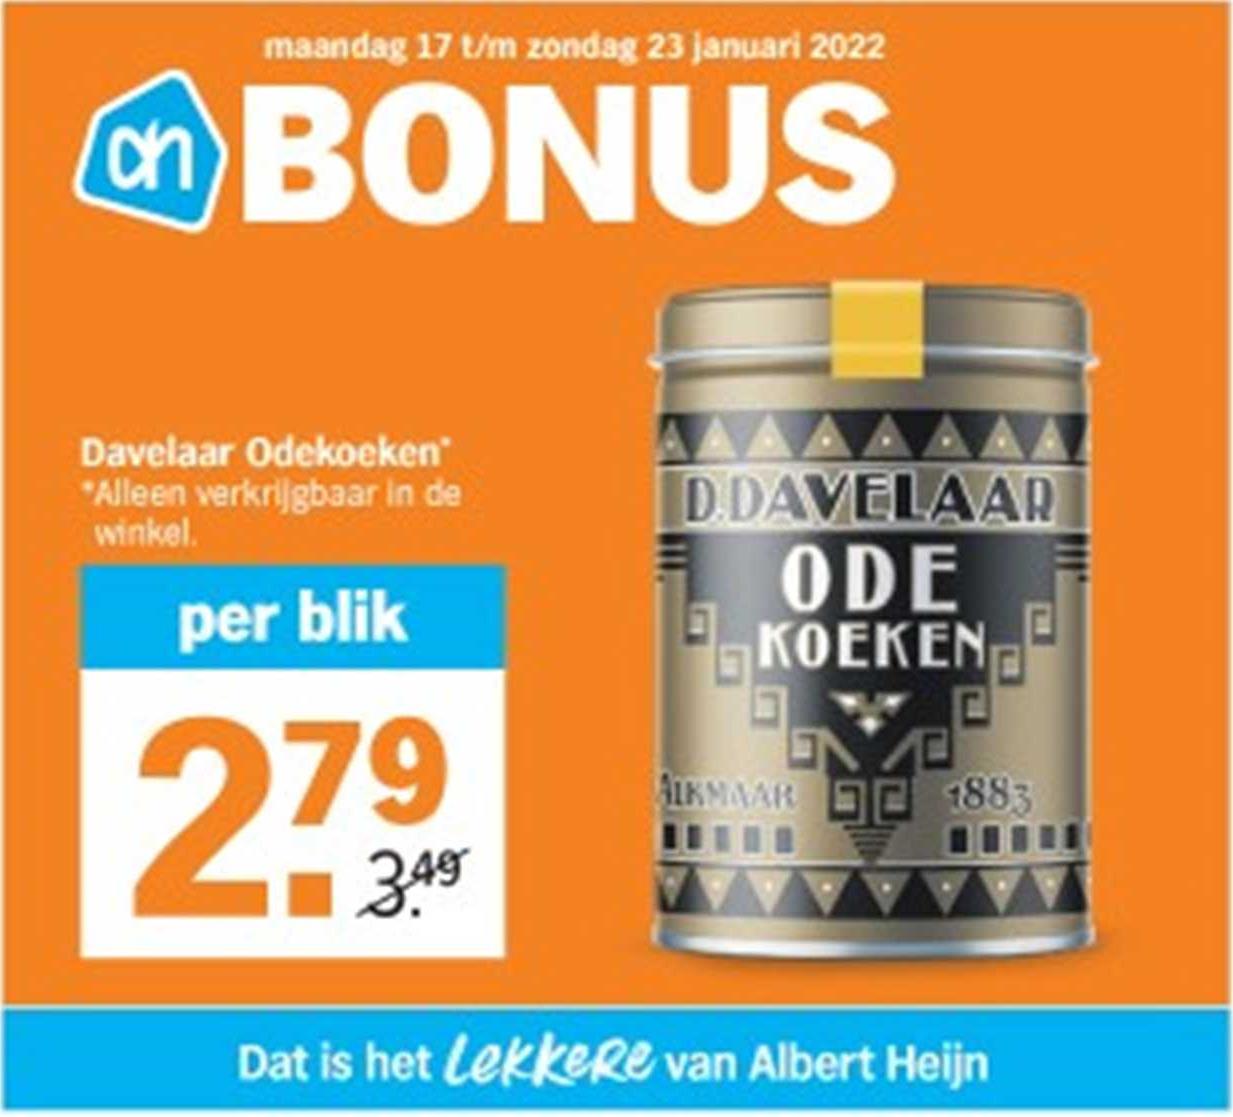 maandag 17 t/m zondag 23 januari 2022
ah BONUS
Davelaar Odekoeken*
*Alleen verkrijgbaar in de
winkel.
per blik
2.79
3.49
D.DAVELAAR
ODE
KOEKEN
ALKMAAR 1883
Dat is het lekkere van Albert Heijn